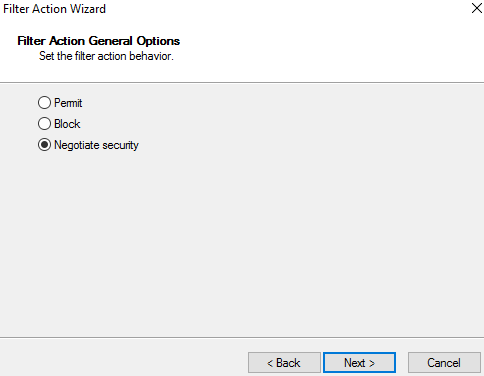 Filter Action Wizard
Filter Action General Options
Set the filter action behavior.
Permit
Block
Negotiate security
< Back Next > Cancel